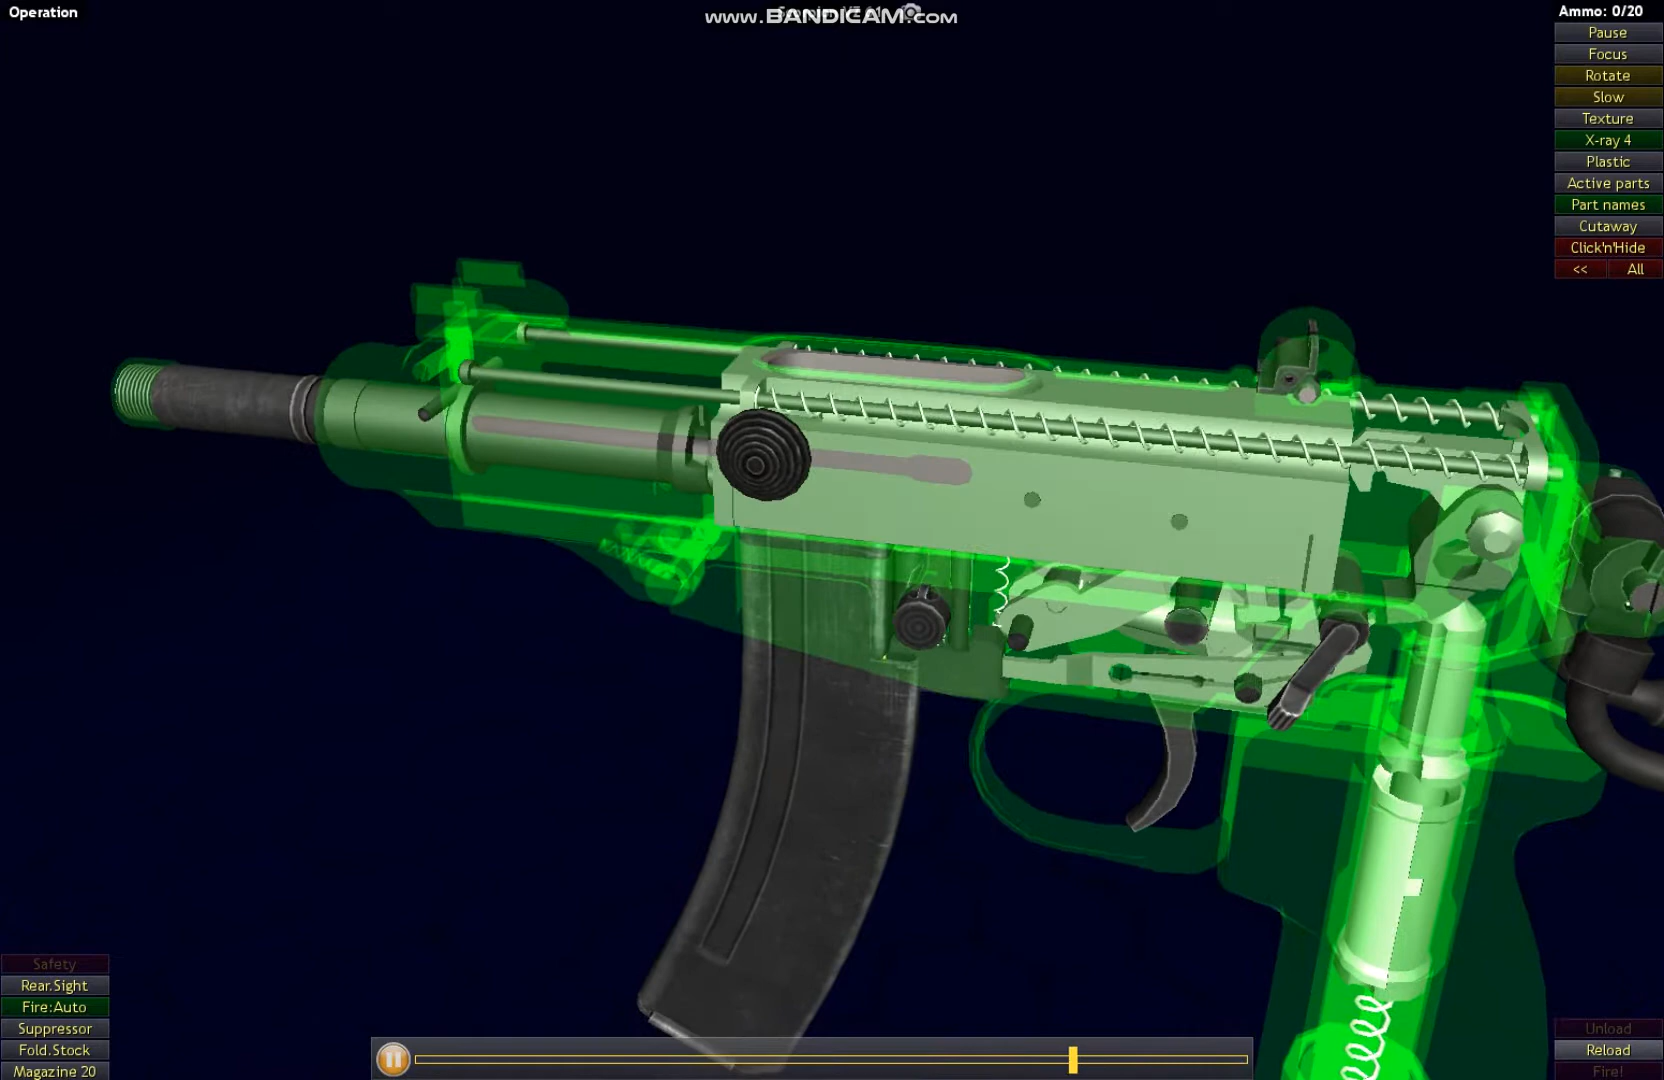 Operation
www.BANDICAM.com
Ammo: 0/20
Pause
Focus
Rotate
Slow
Texture
X-ray 4
Plastic
Active parts
Part names
Cutaway
Click'n'Hide
<< All
Safety
Rear.Sight
Fire:Auto
Suppressor
Fold.Stock
Magazine 20
Unload
Reload
Fire!